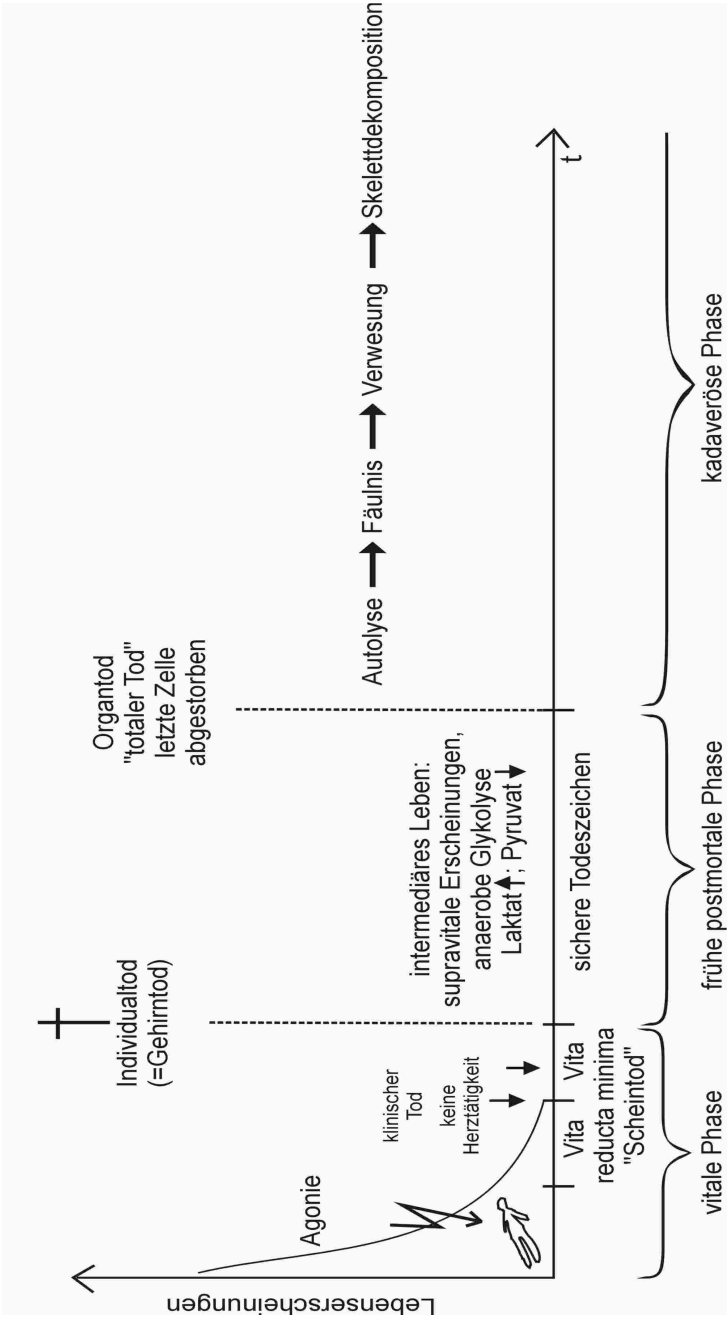 Lebenserscheinungen
Agonie
Individualtod
(=Gehirntod)
Organtod
"totaler Tod"
letzte Zelle
abgestorben
klinischer
Tod
keine
Herztätigkeit
intermediäres Leben:
supravitale Erscheinungen,
anaerobe Glykolyse
Laktat↑; Pyruvat↓
Autolyse → Fäulnis → Verwesung → Skelettdekomposition
t
Vita Vita
reducta minima
"Scheintod"
sichere Todeszeichen
vitale Phase
frühe postmortale Phase
kadaveröse Phase